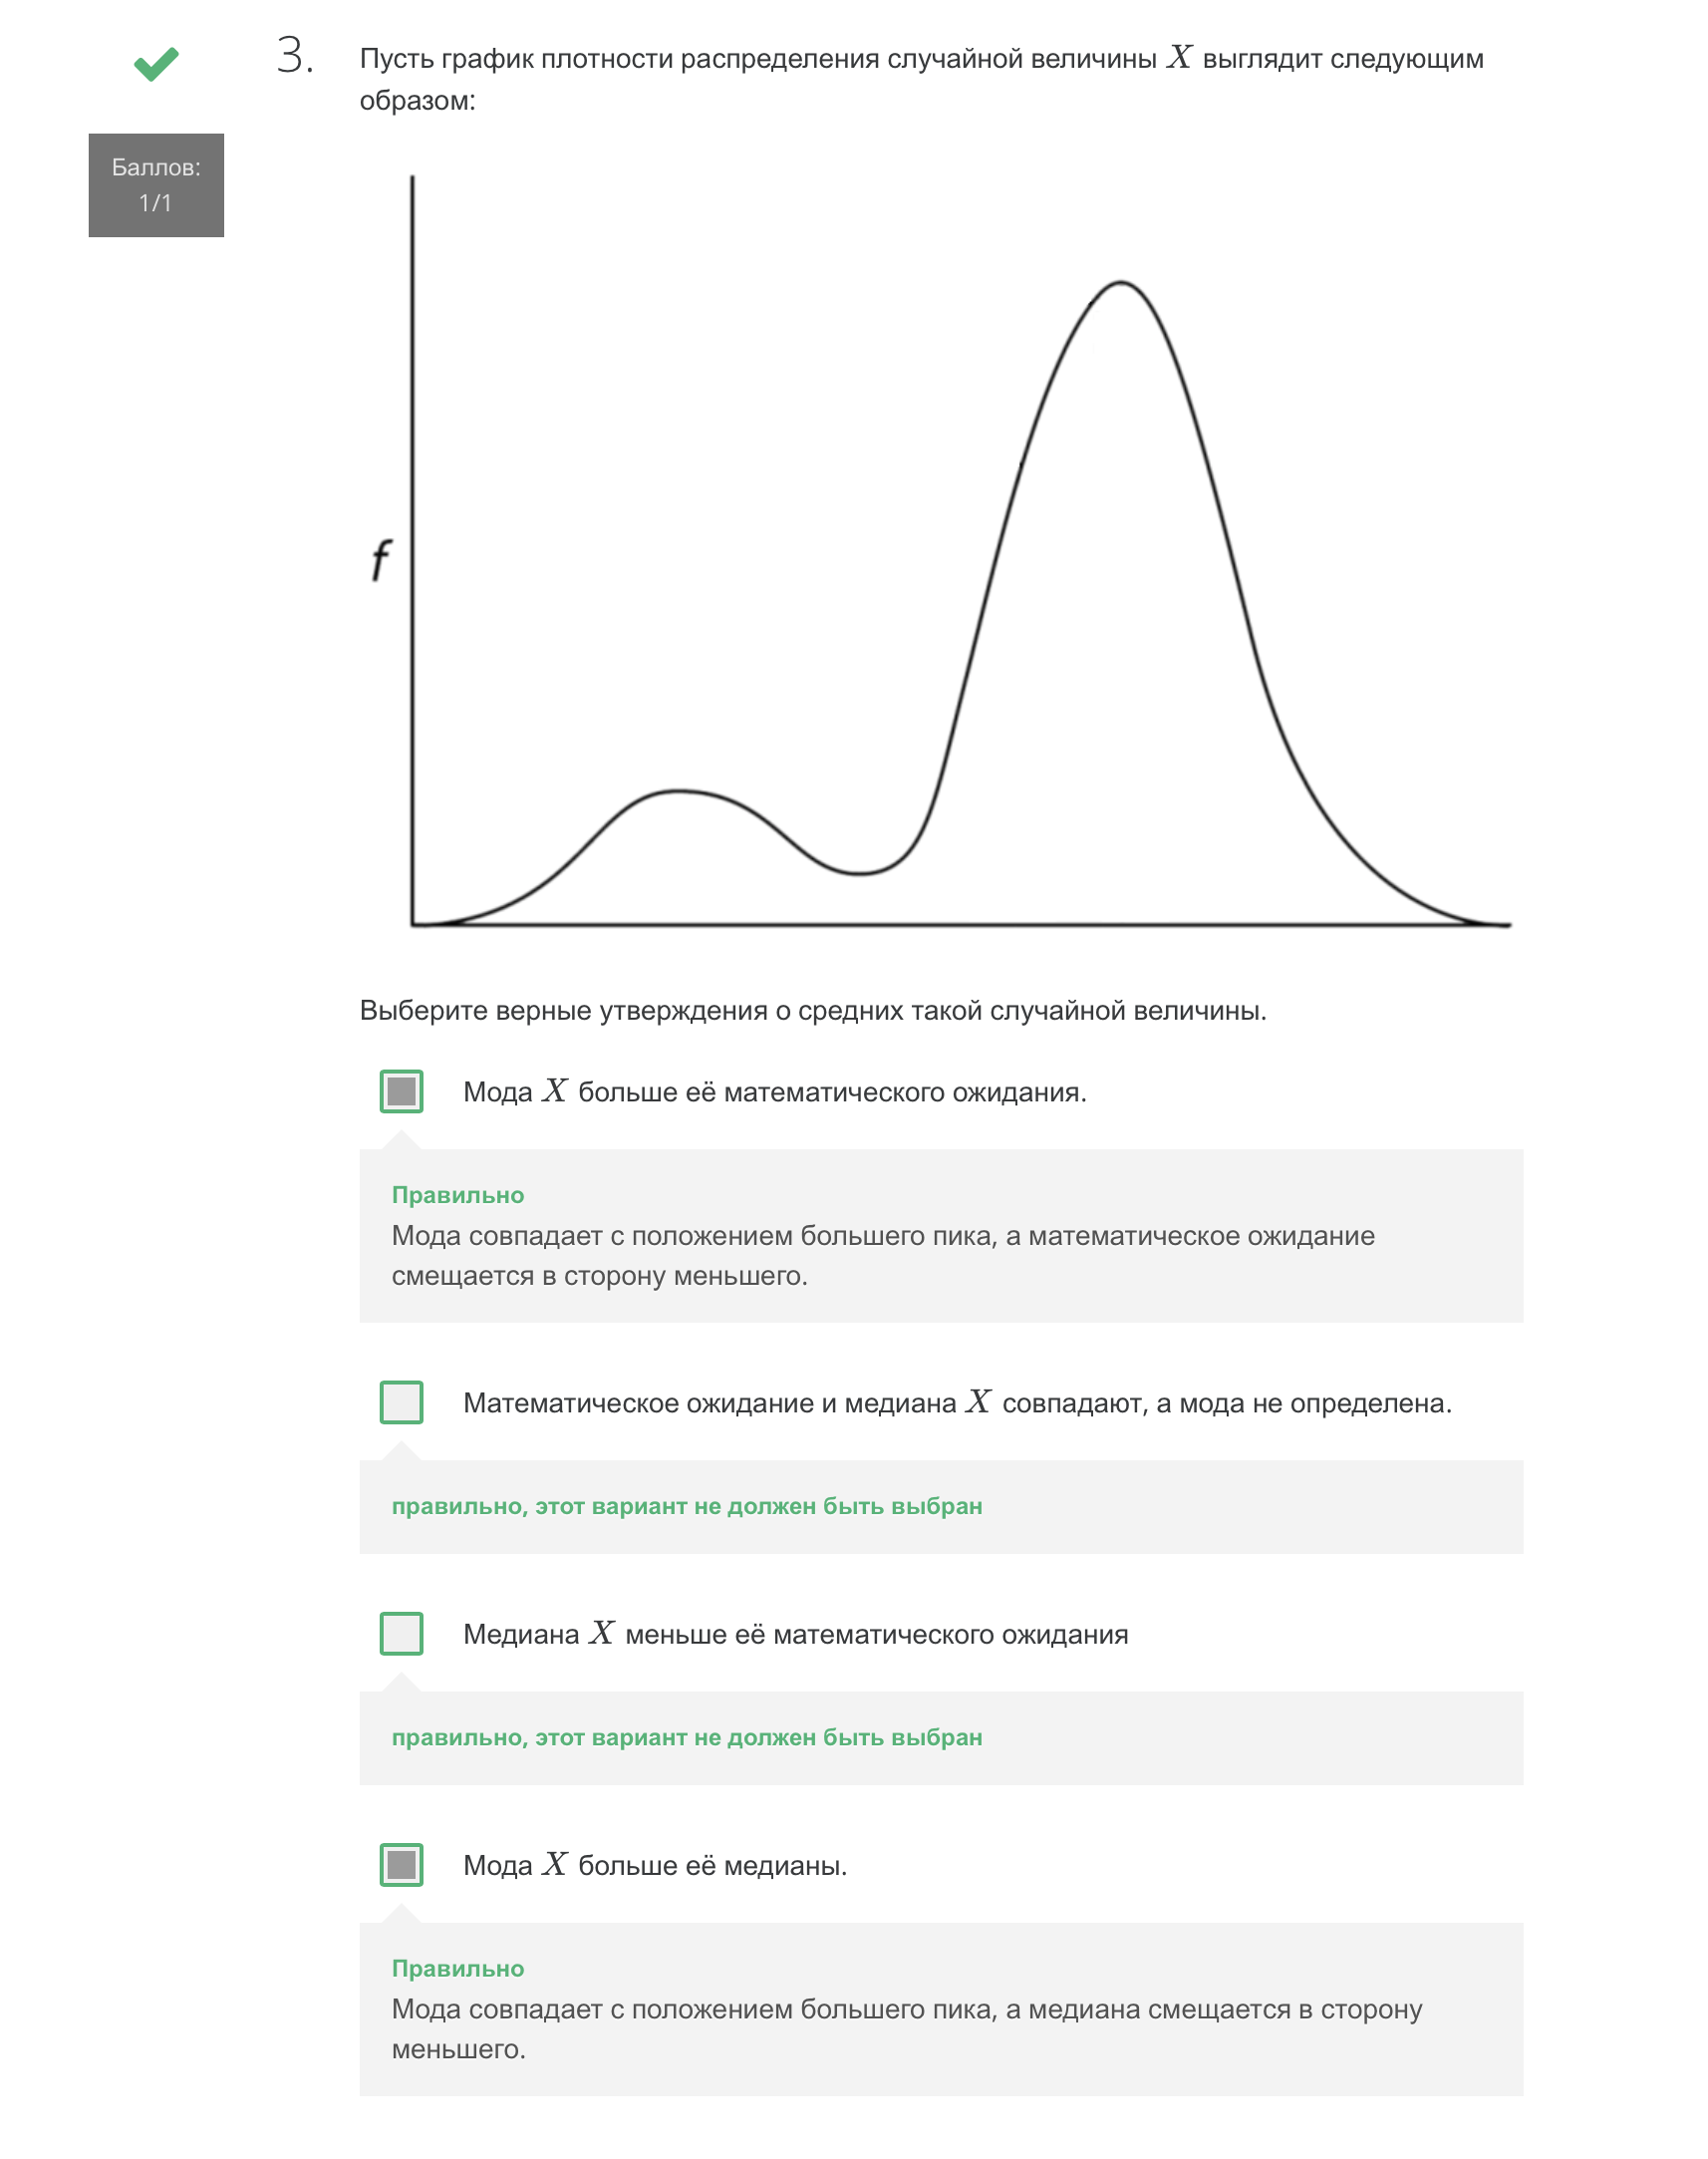 3.
Пусть график плотности распределения случайной величины X выглядит следующим
образом:
Баллов:
1/1
f
Выберите верные утверждения о средних такой случайной величины.
Мода X больше её математического ожидания.
Правильно
Мода совпадает с положением большего пика, а математическое ожидание
смещается в сторону меньшего.
Математическое ожидание и медиана X совпадают, а мода не определена.
правильно, этот вариант не должен быть выбран
Медиана X меньше её математического ожидания
правильно, этот вариант не должен быть выбран
Мода X больше её медианы.
Правильно
Мода совпадает с положением большего пика, а медиана смещается в сторону
меньшего.